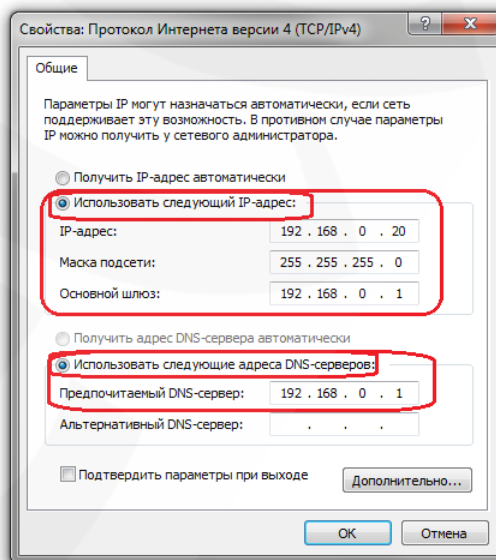 Свойства: Протокол Интернета версии 4 (TCP/IPv4)
Общие
Параметры IP могут назначаться автоматически, если сеть
поддерживает эту возможность. В противном случае параметры
IP можно получить у сетевого администратора.
Получить IP-адрес автоматически
Использовать следующий IP-адрес:
IP-адрес: 192 . 168 . 0 . 20
Маска подсети: 255 . 255 . 255 . 0
Основной шлюз: 192 . 168 . 0 . 1
Получить адрес DNS-сервера автоматически
Использовать следующие адреса DNS-серверов:
Предпочитаемый DNS-сервер: 192 . 168 . 0 . 1
Альтернативный DNS-сервер: . . .
Подтвердить параметры при выходе
Дополнительно...
ОК
Отмена